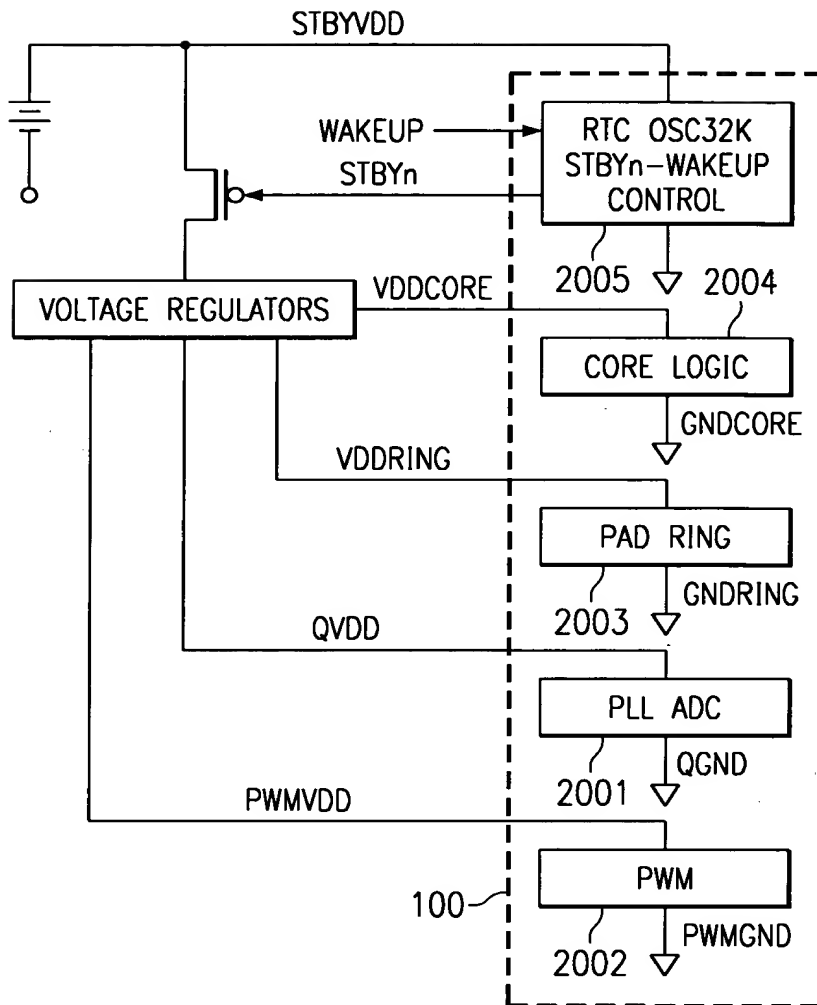 STBYVDD
WAKEUP
STBYn
RTC OSC32K
STBYn-WAKEUP
CONTROL
2005
2004
VOLTAGE REGULATORS
VDDCORE
CORE LOGIC
GNDCORE
VDDRING
PAD RING
2003
GNDRING
QVDD
PLL ADC
2001
QGND
PWMVDD
PWM
100
2002
PWMGND